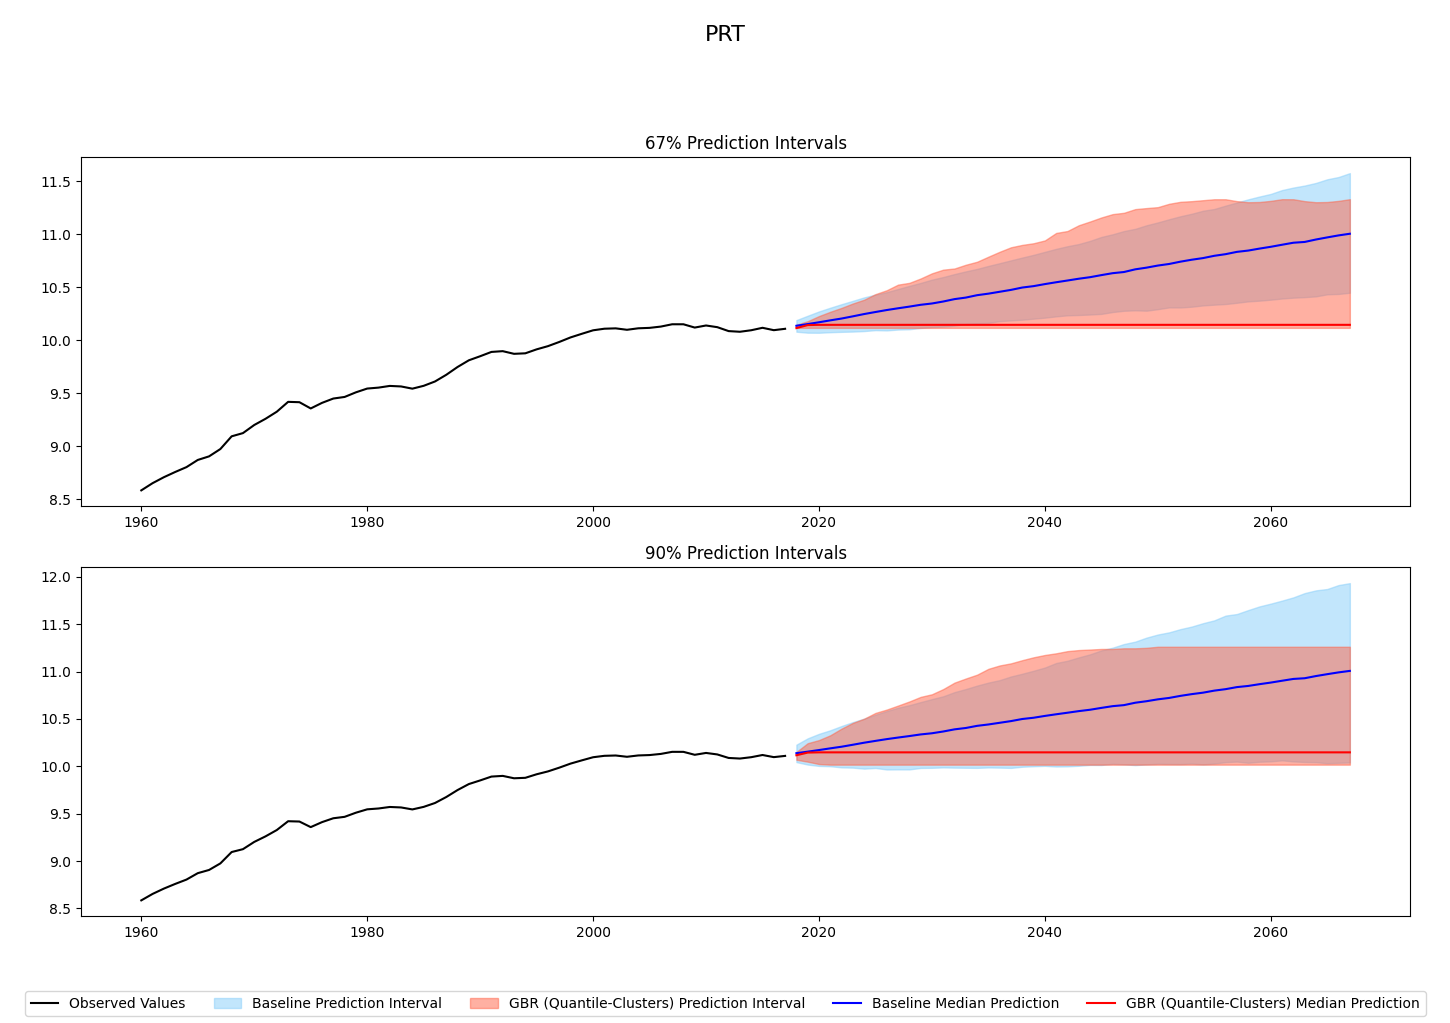 PRT
67% Prediction Intervals
11.5
11.0
10.5
10.0
9.5
9.0
8.5
1960 1980 2000 2020 2040 2060
90% Prediction Intervals
12.0
11.5
11.0
10.5
10.0
9.5
9.0
8.5
1960 1980 2000 2020 2040 2060
Observed Values Baseline Prediction Interval GBR (Quantile-Clusters) Prediction Interval Baseline Median Prediction GBR (Quantile-Clusters) Median Prediction